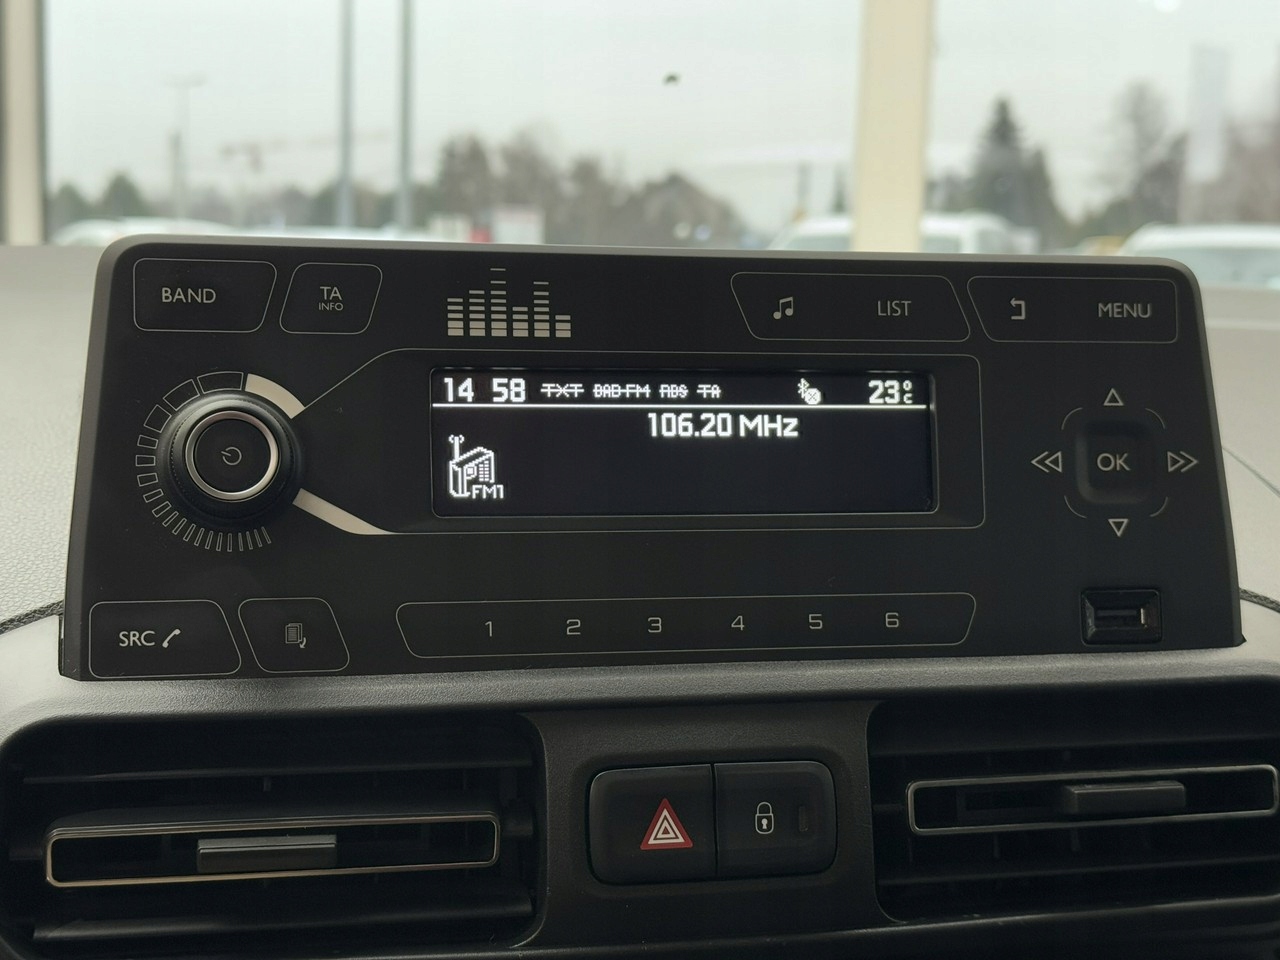 BAND
TA
INFO
LIST
MENU
14 58 TXT DAB-FM RDS TA 23°C
106.20 MHz
FM1
OK
SRC
1 2 3 4 5 6